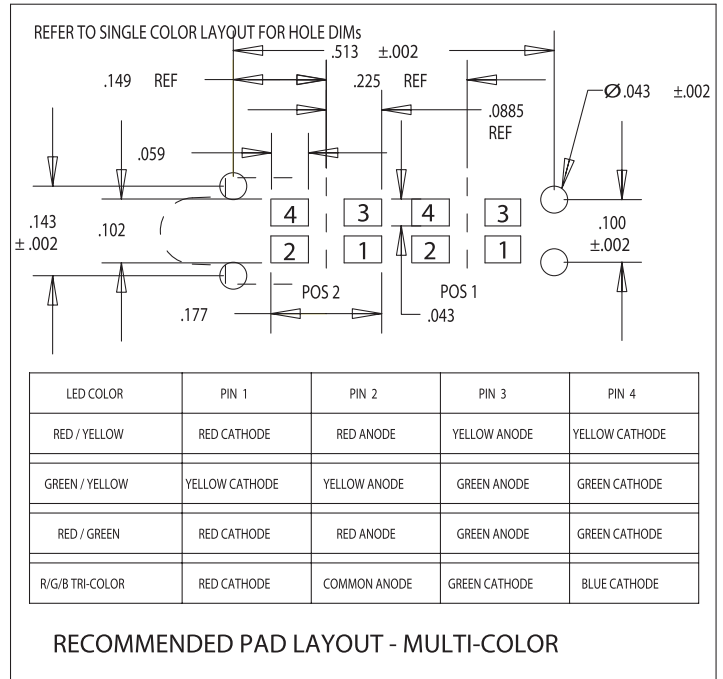 REFER TO SINGLE COLOR LAYOUT FOR HOLE DIMs
.513 ±.002
.149 REF
.225 REF
Ø.043 ±.002
.0885
REF
.059
.143
±.002
.102
4 3 4 3
2 1 2 1
.100
±.002
POS 2
POS 1
.177
.043
LED COLOR PIN 1 PIN 2 PIN 3 PIN 4
RED / YELLOW RED CATHODE RED ANODE YELLOW ANODE YELLOW CATHODE
GREEN / YELLOW YELLOW CATHODE YELLOW ANODE GREEN ANODE GREEN CATHODE
RED / GREEN RED CATHODE RED ANODE GREEN ANODE GREEN CATHODE
R/G/B TRI-COLOR RED CATHODE COMMON ANODE GREEN CATHODE BLUE CATHODE
RECOMMENDED PAD LAYOUT - MULTI-COLOR